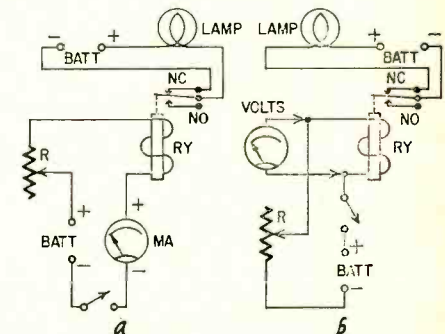 LAMP
- BATT +
NC
NO
R
RY
+ BATT -
+ MA -
a
LAMP
+ BATT -
NC
NO
VOLTS
RY
R
+ BATT -
b